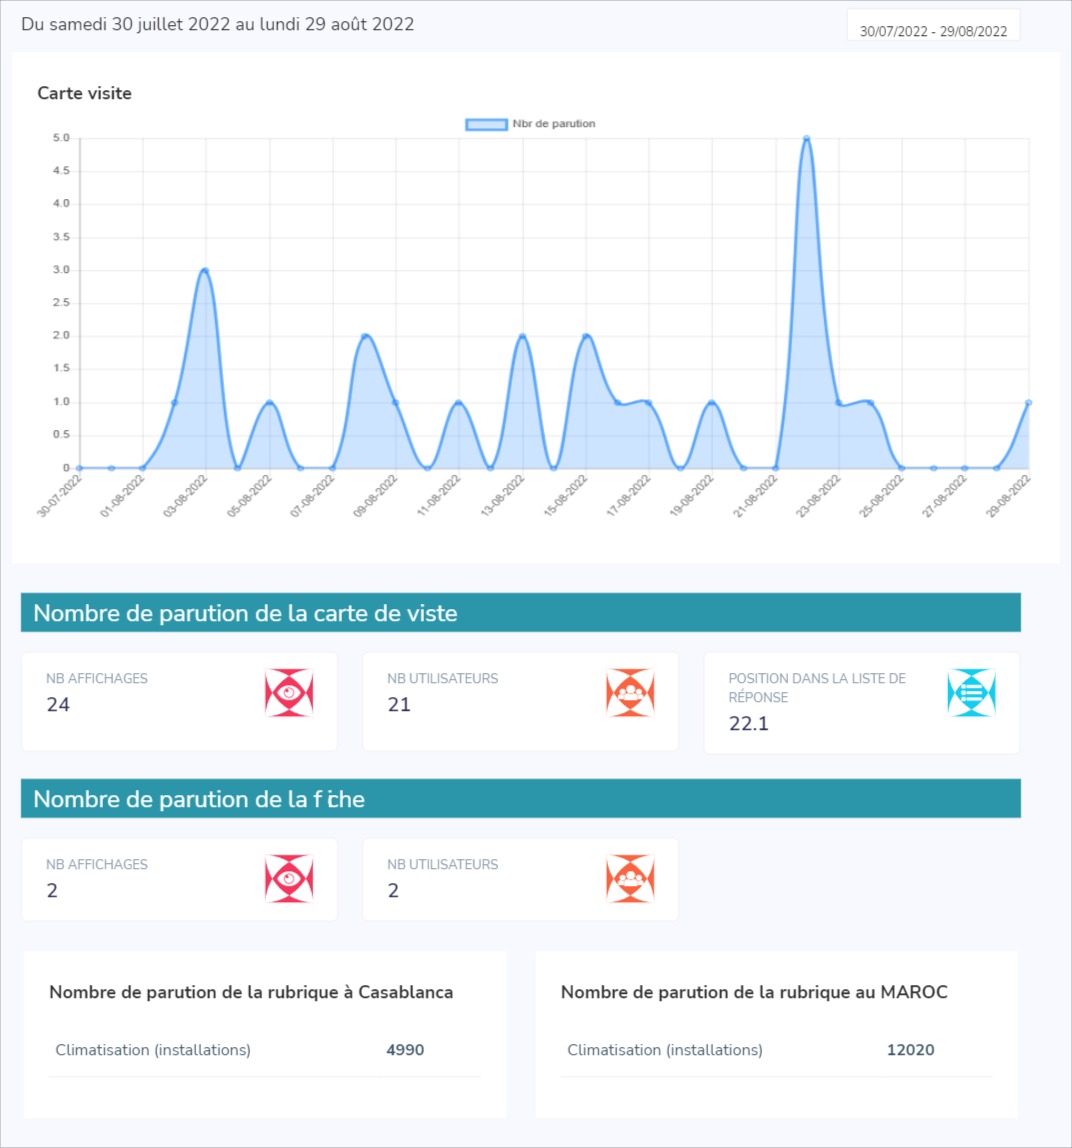 Du samedi 30 juillet 2022 au lundi 29 août 2022
30/07/2022 - 29/08/2022
Carte visite
Nbr de parution
5.0
4.5
4.0
3.5
3.0
2.5
2.0
1.5
1.0
0.5
0
30-07-2022
01-08-2022
03-08-2022
05-08-2022
07-08-2022
09-08-2022
11-08-2022
13-08-2022
15-08-2022
17-08-2022
19-08-2022
21-08-2022
23-08-2022
25-08-2022
27-08-2022
29-08-2022
Nombre de parution de la carte de viste
NB AFFICHAGES
24
NB UTILISATEURS
21
POSITION DANS LA LISTE DE
RÉPONSE
22.1
Nombre de parution de la fiche
NB AFFICHAGES
2
NB UTILISATEURS
2
Nombre de parution de la rubrique à Casablanca
Climatisation (installations) 4990
Nombre de parution de la rubrique au MAROC
Climatisation (installations) 12020